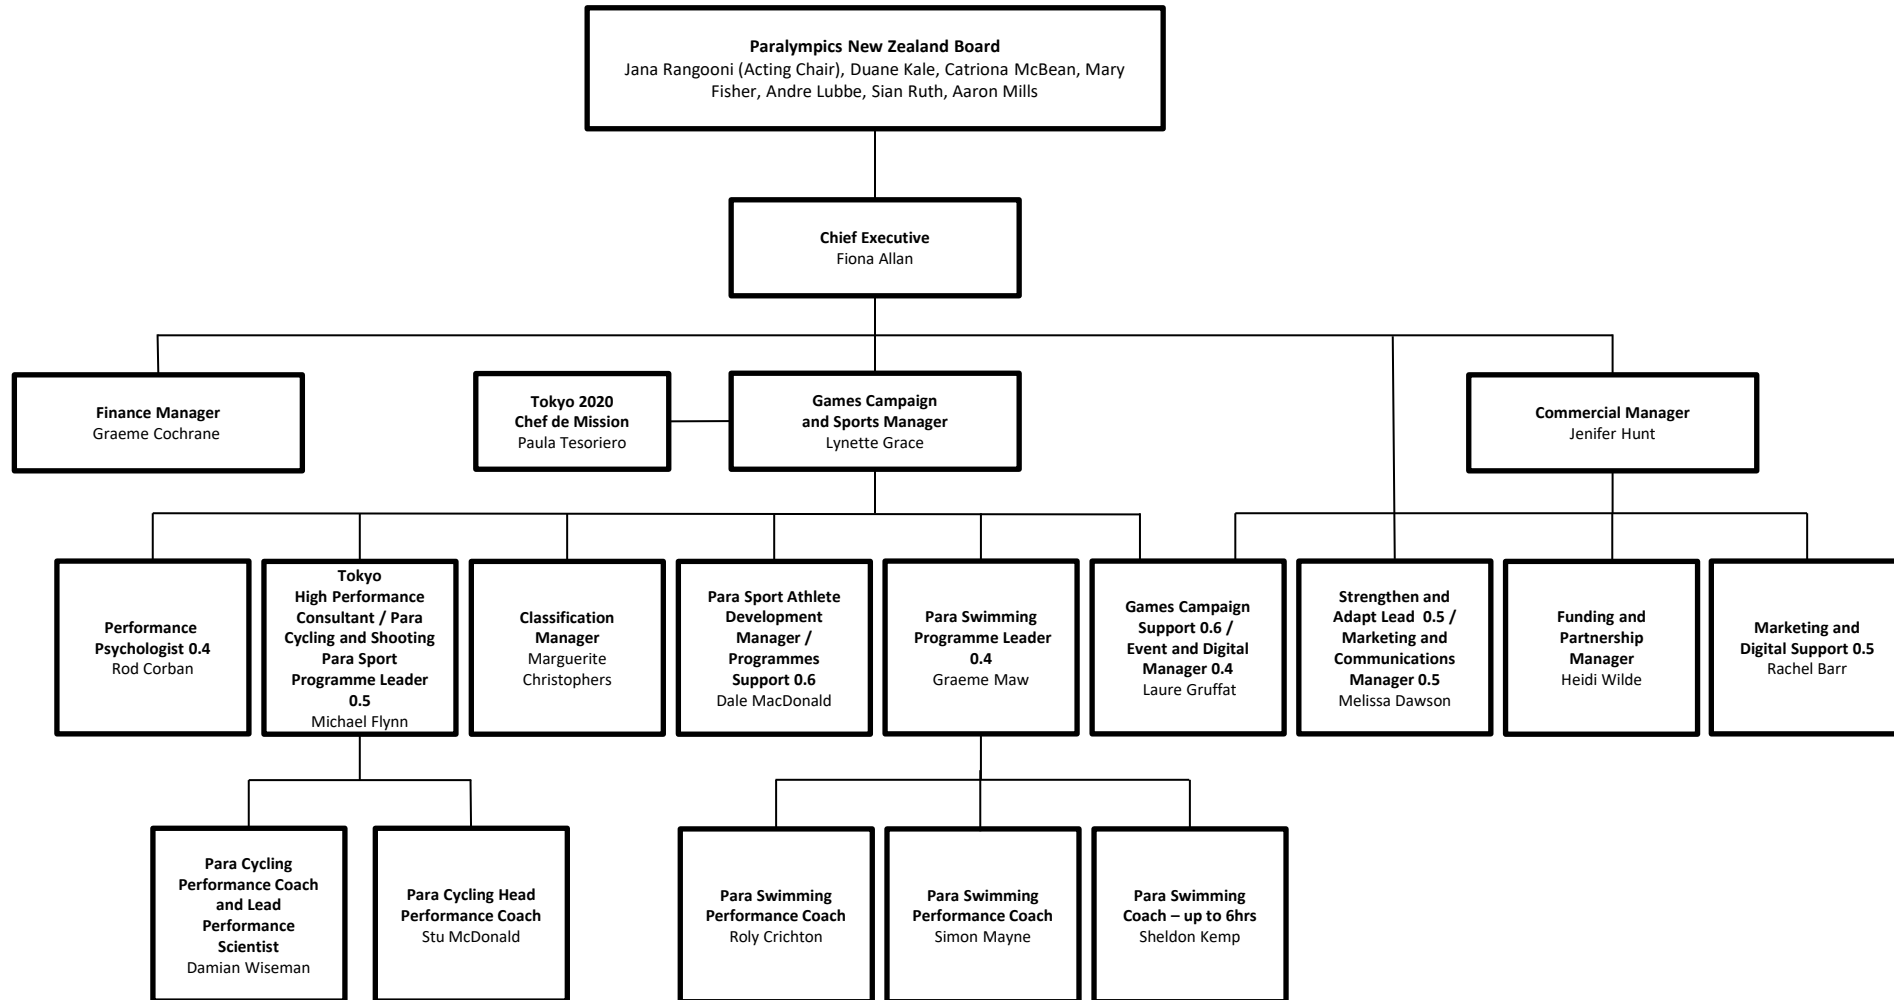 Paralympics New Zealand Board
Jana Rangooni (Acting Chair), Duane Kale, Catriona McBean, Mary
Fisher, Andre Lubbe, Sian Ruth, Aaron Mills
Chief Executive
Fiona Allan
Finance Manager
Graeme Cochrane
Tokyo 2020
Chef de Mission
Paula Tesoriero
Games Campaign
and Sports Manager
Lynette Grace
Commercial Manager
Jenifer Hunt
Performance
Psychologist 0.4
Rod Corban
Tokyo
High Performance
Consultant / Para
Cycling and Shooting
Para Sport
Programme Leader
0.5
Michael Flynn
Classification
Manager
Marguerite
Christophers
Para Sport Athlete
Development
Manager /
Programmes
Support 0.6
Dale MacDonald
Para Swimming
Programme Leader
0.4
Graeme Maw
Games Campaign
Support 0.6 /
Event and Digital
Manager 0.4
Laure Gruffat
Strengthen and
Adapt Lead  0.5 /
Marketing and
Communications
Manager 0.5
Melissa Dawson
Funding and
Partnership
Manager
Heidi Wilde
Marketing and
Digital Support 0.5
Rachel Barr
Para Cycling
Performance Coach
and Lead
Performance
Scientist
Damian Wiseman
Para Cycling Head
Performance Coach
Stu McDonald
Para Swimming
Performance Coach
Roly Crichton
Para Swimming
Performance Coach
Simon Mayne
Para Swimming
Coach – up to 6hrs
Sheldon Kemp